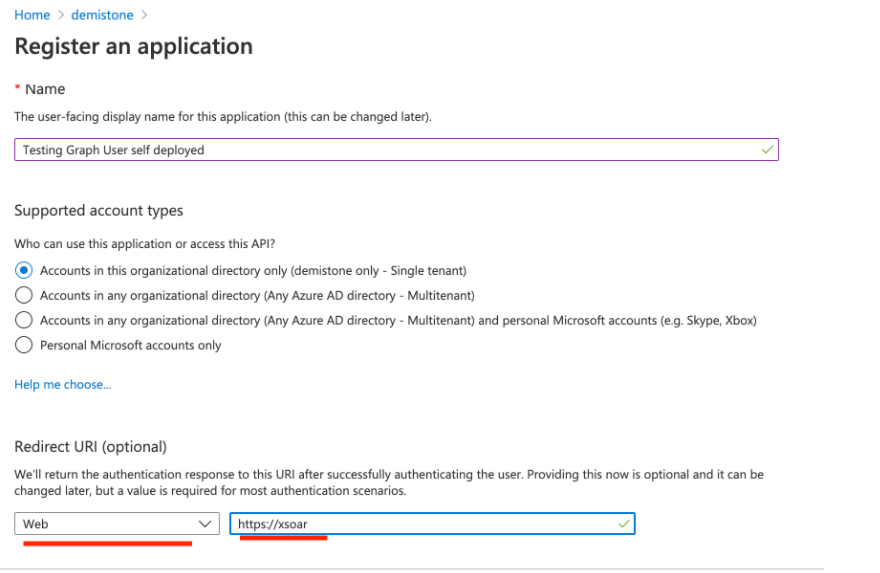 Home > demistone >
Register an application
* Name
The user-facing display name for this application (this can be changed later).
Testing Graph User self deployed
Supported account types
Who can use this application or access this API?
Accounts in this organizational directory only (demistone only - Single tenant)
Accounts in any organizational directory (Any Azure AD directory - Multitenant)
Accounts in any organizational directory (Any Azure AD directory - Multitenant) and personal Microsoft accounts (e.g. Skype, Xbox)
Personal Microsoft accounts only
Help me choose...
Redirect URI (optional)
We'll return the authentication response to this URI after successfully authenticating the user. Providing this now is optional and it can be
changed later, but a value is required for most authentication scenarios.
Web https://xsoar